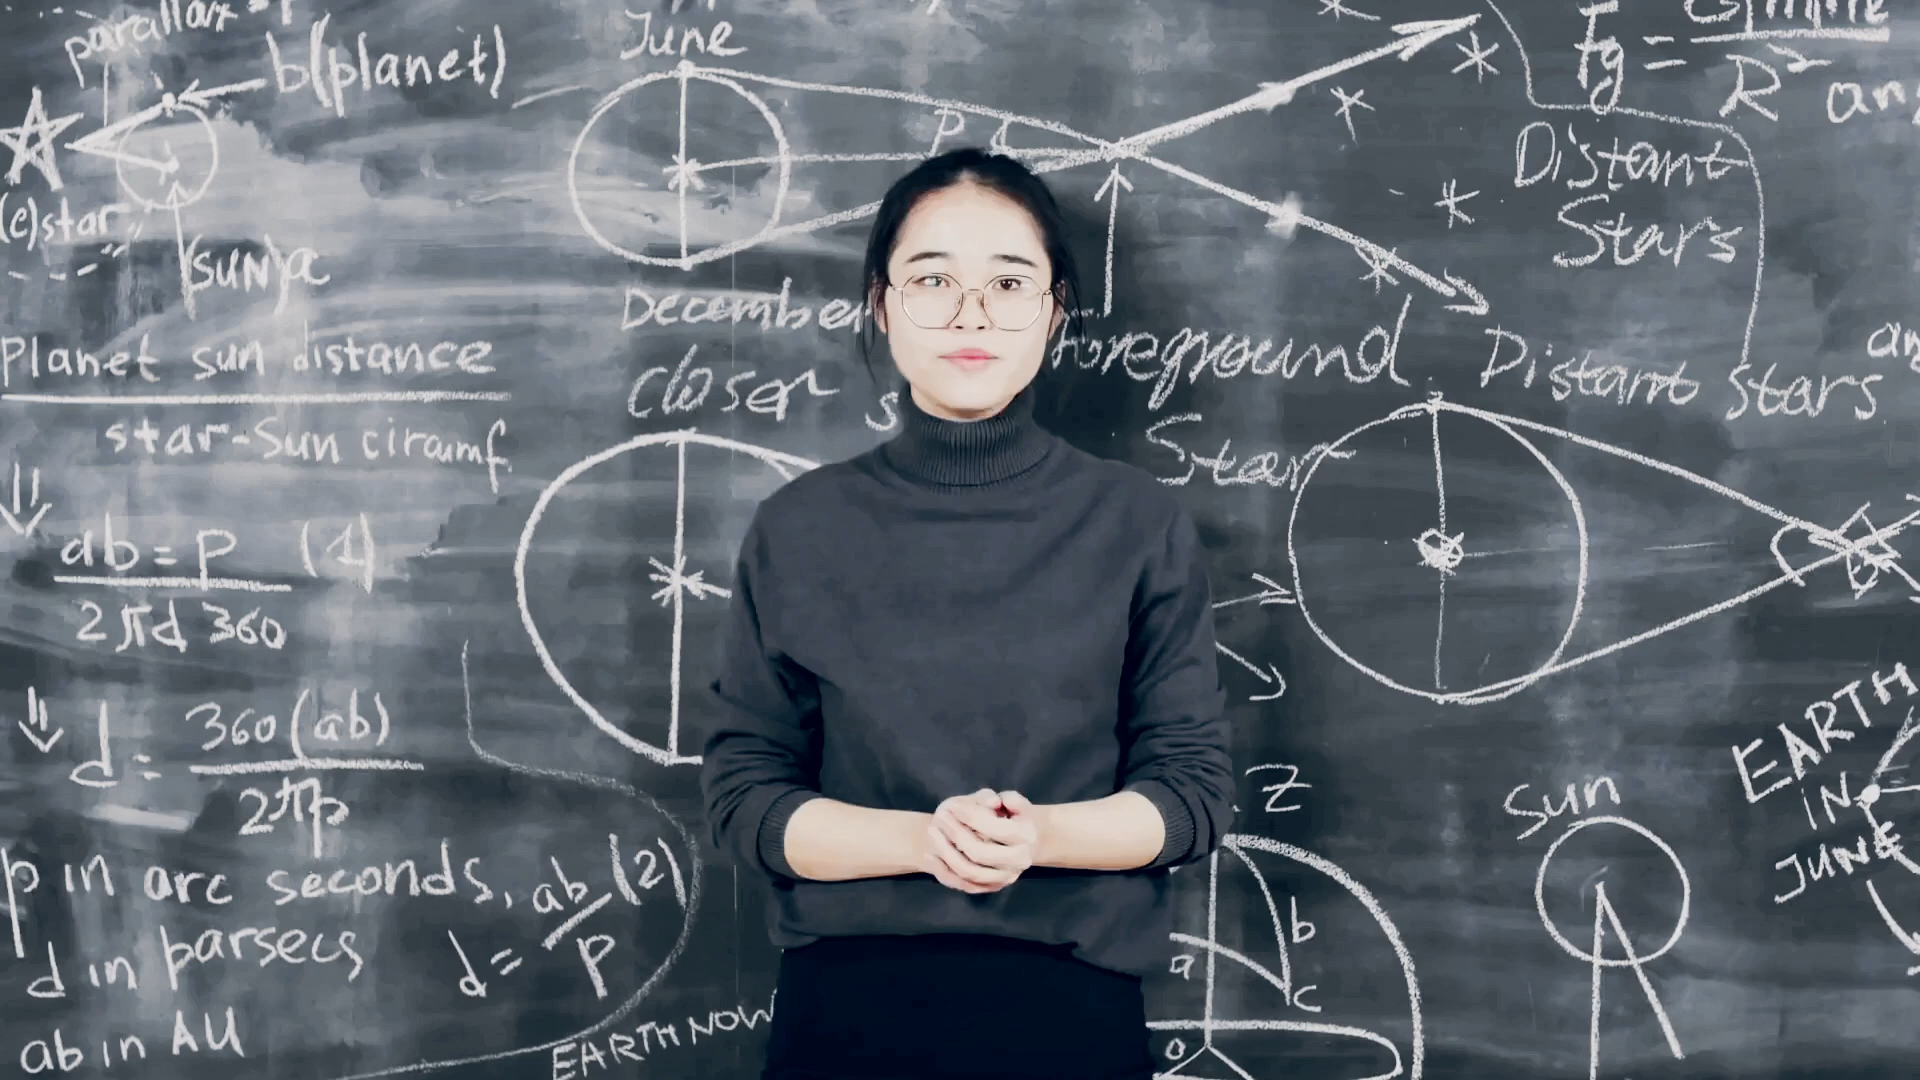 parallax = P
b(planet)
(c)star
(sun)a
Planet sun distance
star-Sun circumf
ab = P (1)
2πd 360
d = 360(ab)
2πp
p in arc seconds,
d in parsecs
ab in AU
d = ab (2)
P
June
P
December
closer s
EARTH NOW
foreground
Star
Fg =
R²
Distant
Stars
Distant stars
Z
a
b
c
o
Sun
EARTH
IN
JUNE